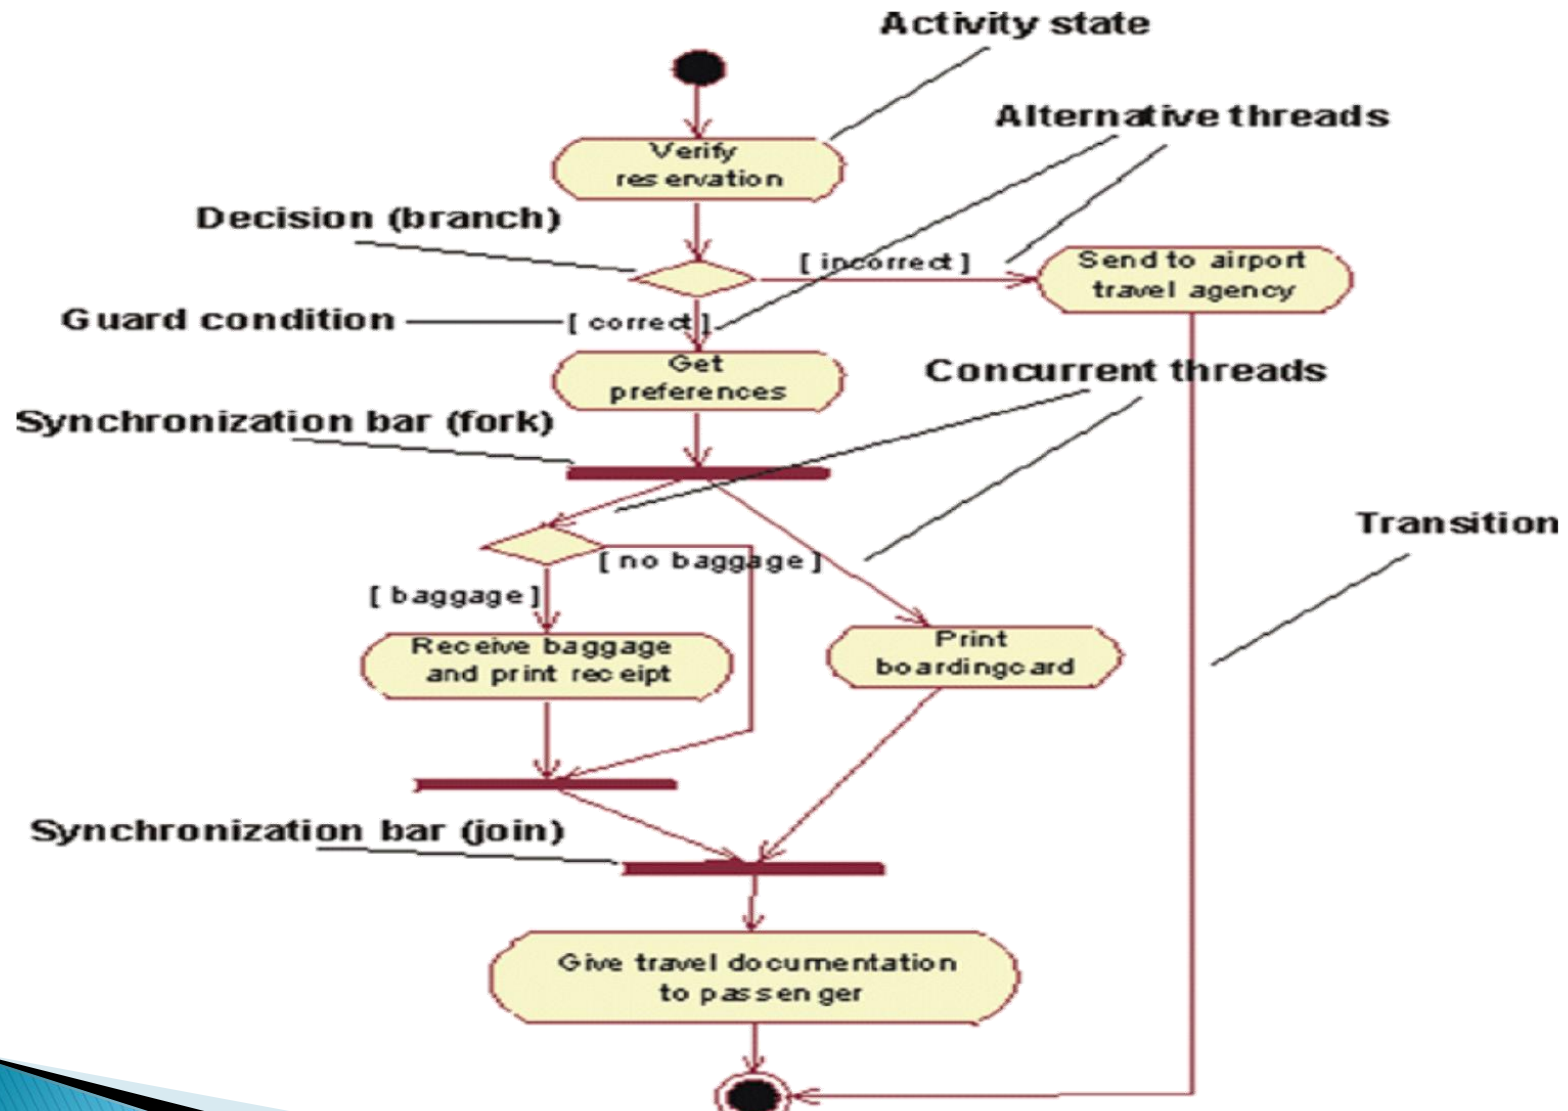 Activity state
Alternative threads
Verify
reservation
Decision (branch)
[ incorrect ]
Send to airport
travel agency
Guard condition
[ correct ]
Get
preferences
Concurrent threads
Synchronization bar (fork)
Transition
[ no baggage ]
[ baggage ]
Receive baggage
and print receipt
Print
boardingcard
Synchronization bar (join)
Give travel documentation
to passenger